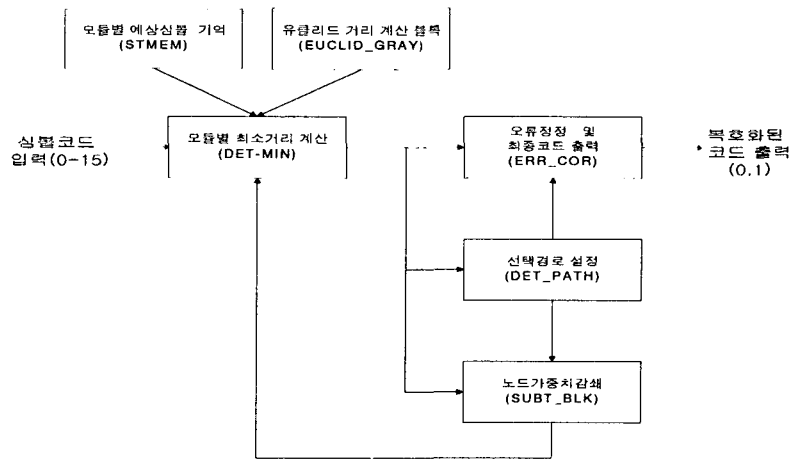 모듈별 예상심볼 기억
(STMEM)
유클리드 거리 계산 블록
(EUCLID_GRAY)
심볼코드
입력(0-15)
모듈별 최소거리 계산
(DET-MIN)
오류정정 및
최종코드 출력
(ERR_COR)
복호화된
코드 출력
(0,1)
선택경로 설정
(DET_PATH)
노드가중치감쇄
(SUBT_BLK)